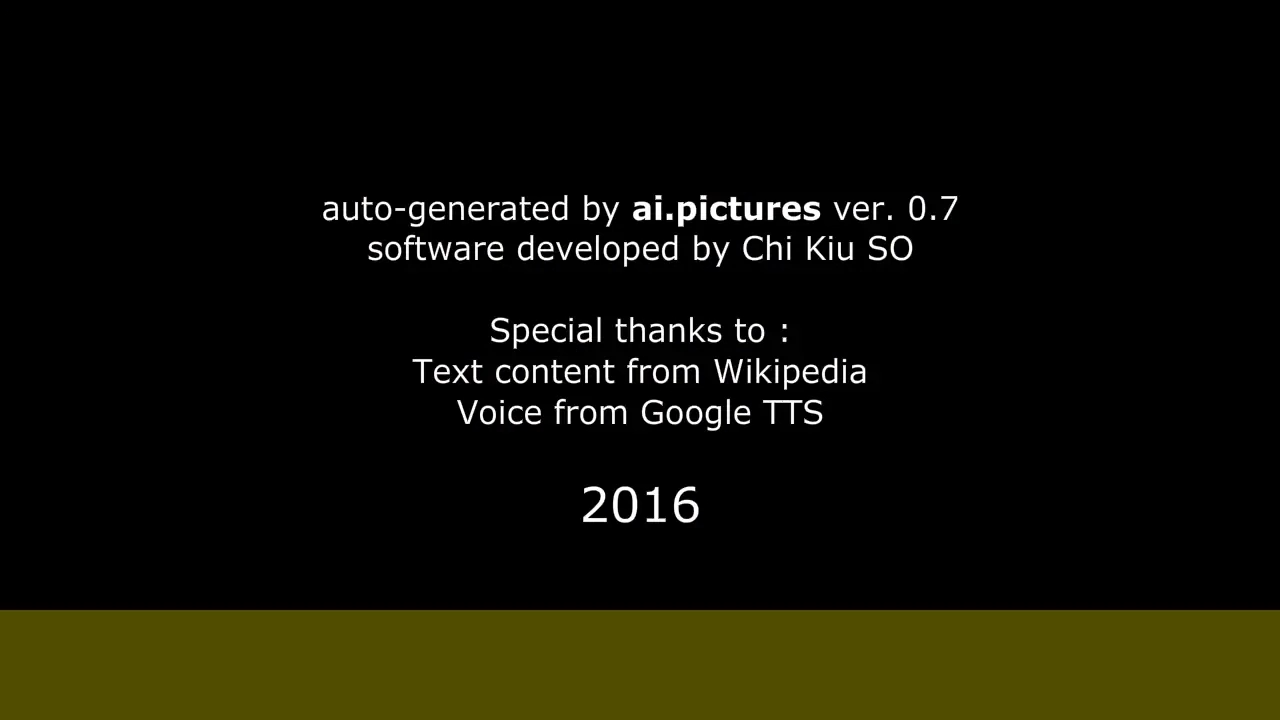 auto-generated by ai.pictures ver. 0.7
software developed by Chi Kiu SO
Special thanks to :
Text content from Wikipedia
Voice from Google TTS
2016